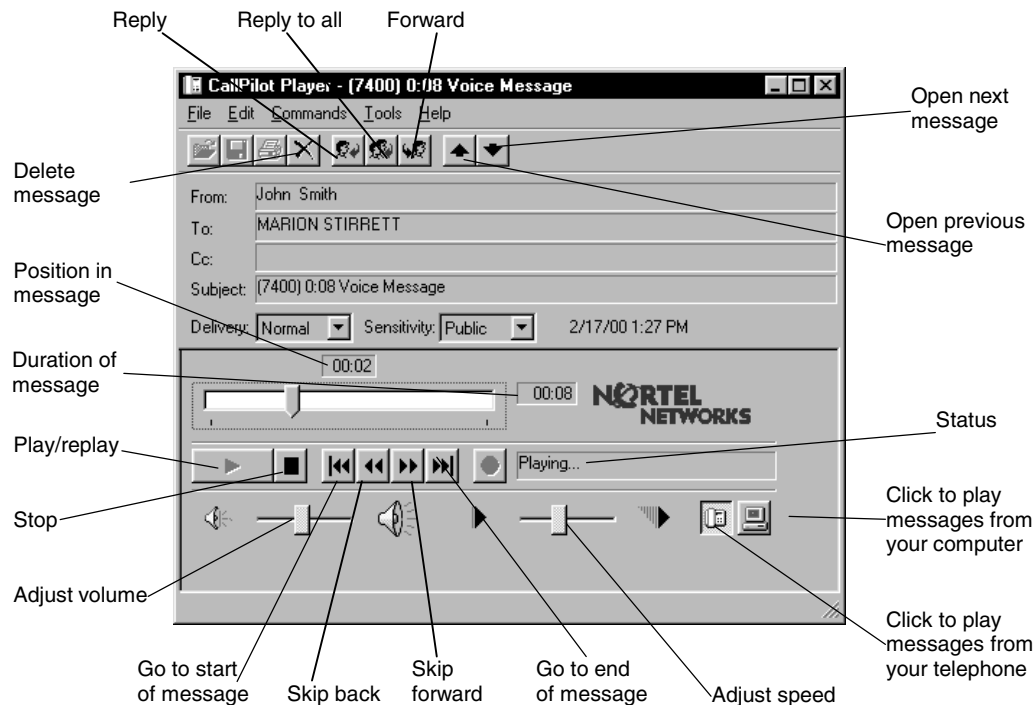 Reply
Reply to all
Forward
CallPilot Player - (7400) 0:08 Voice Message
File Edit Commands Tools Help
Open next
message
Delete
message
From: John Smith
To: MARION STIRRETT
Cc:
Subject: (7400) 0:08 Voice Message
Open previous
message
Position in
message
Delivery: Normal Sensitivity: Public 2/17/00 1:27 PM
00:02
Duration of
message
00:08
NORTEL
NETWORKS
Status
Play/replay
Playing...
Stop
Click to play
messages from
your computer
Adjust volume
Click to play
messages from
your telephone
Go to start
of message
Skip back
Skip
forward
Go to end
of message
Adjust speed